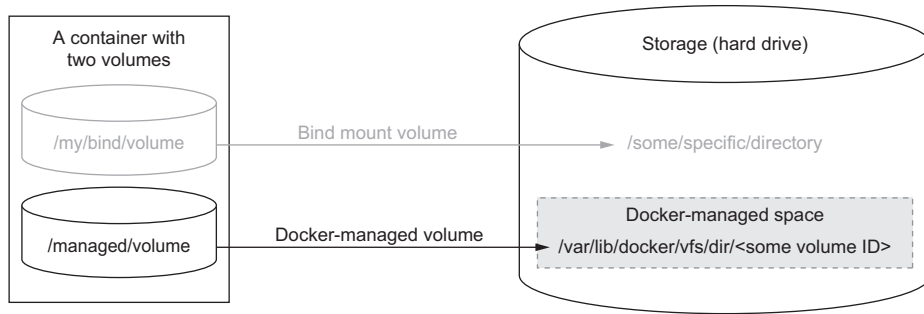 A container with
two volumes
Storage (hard drive)
/my/bind/volume
Bind mount volume
/some/specific/directory
/managed/volume
Docker-managed volume
Docker-managed space
/var/lib/docker/vfs/dir/<some volume ID>